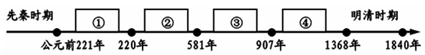 先秦时期 ① ② ③ ④ 明清时期
公元前221年 220年 581年 907年 1368年 1840年